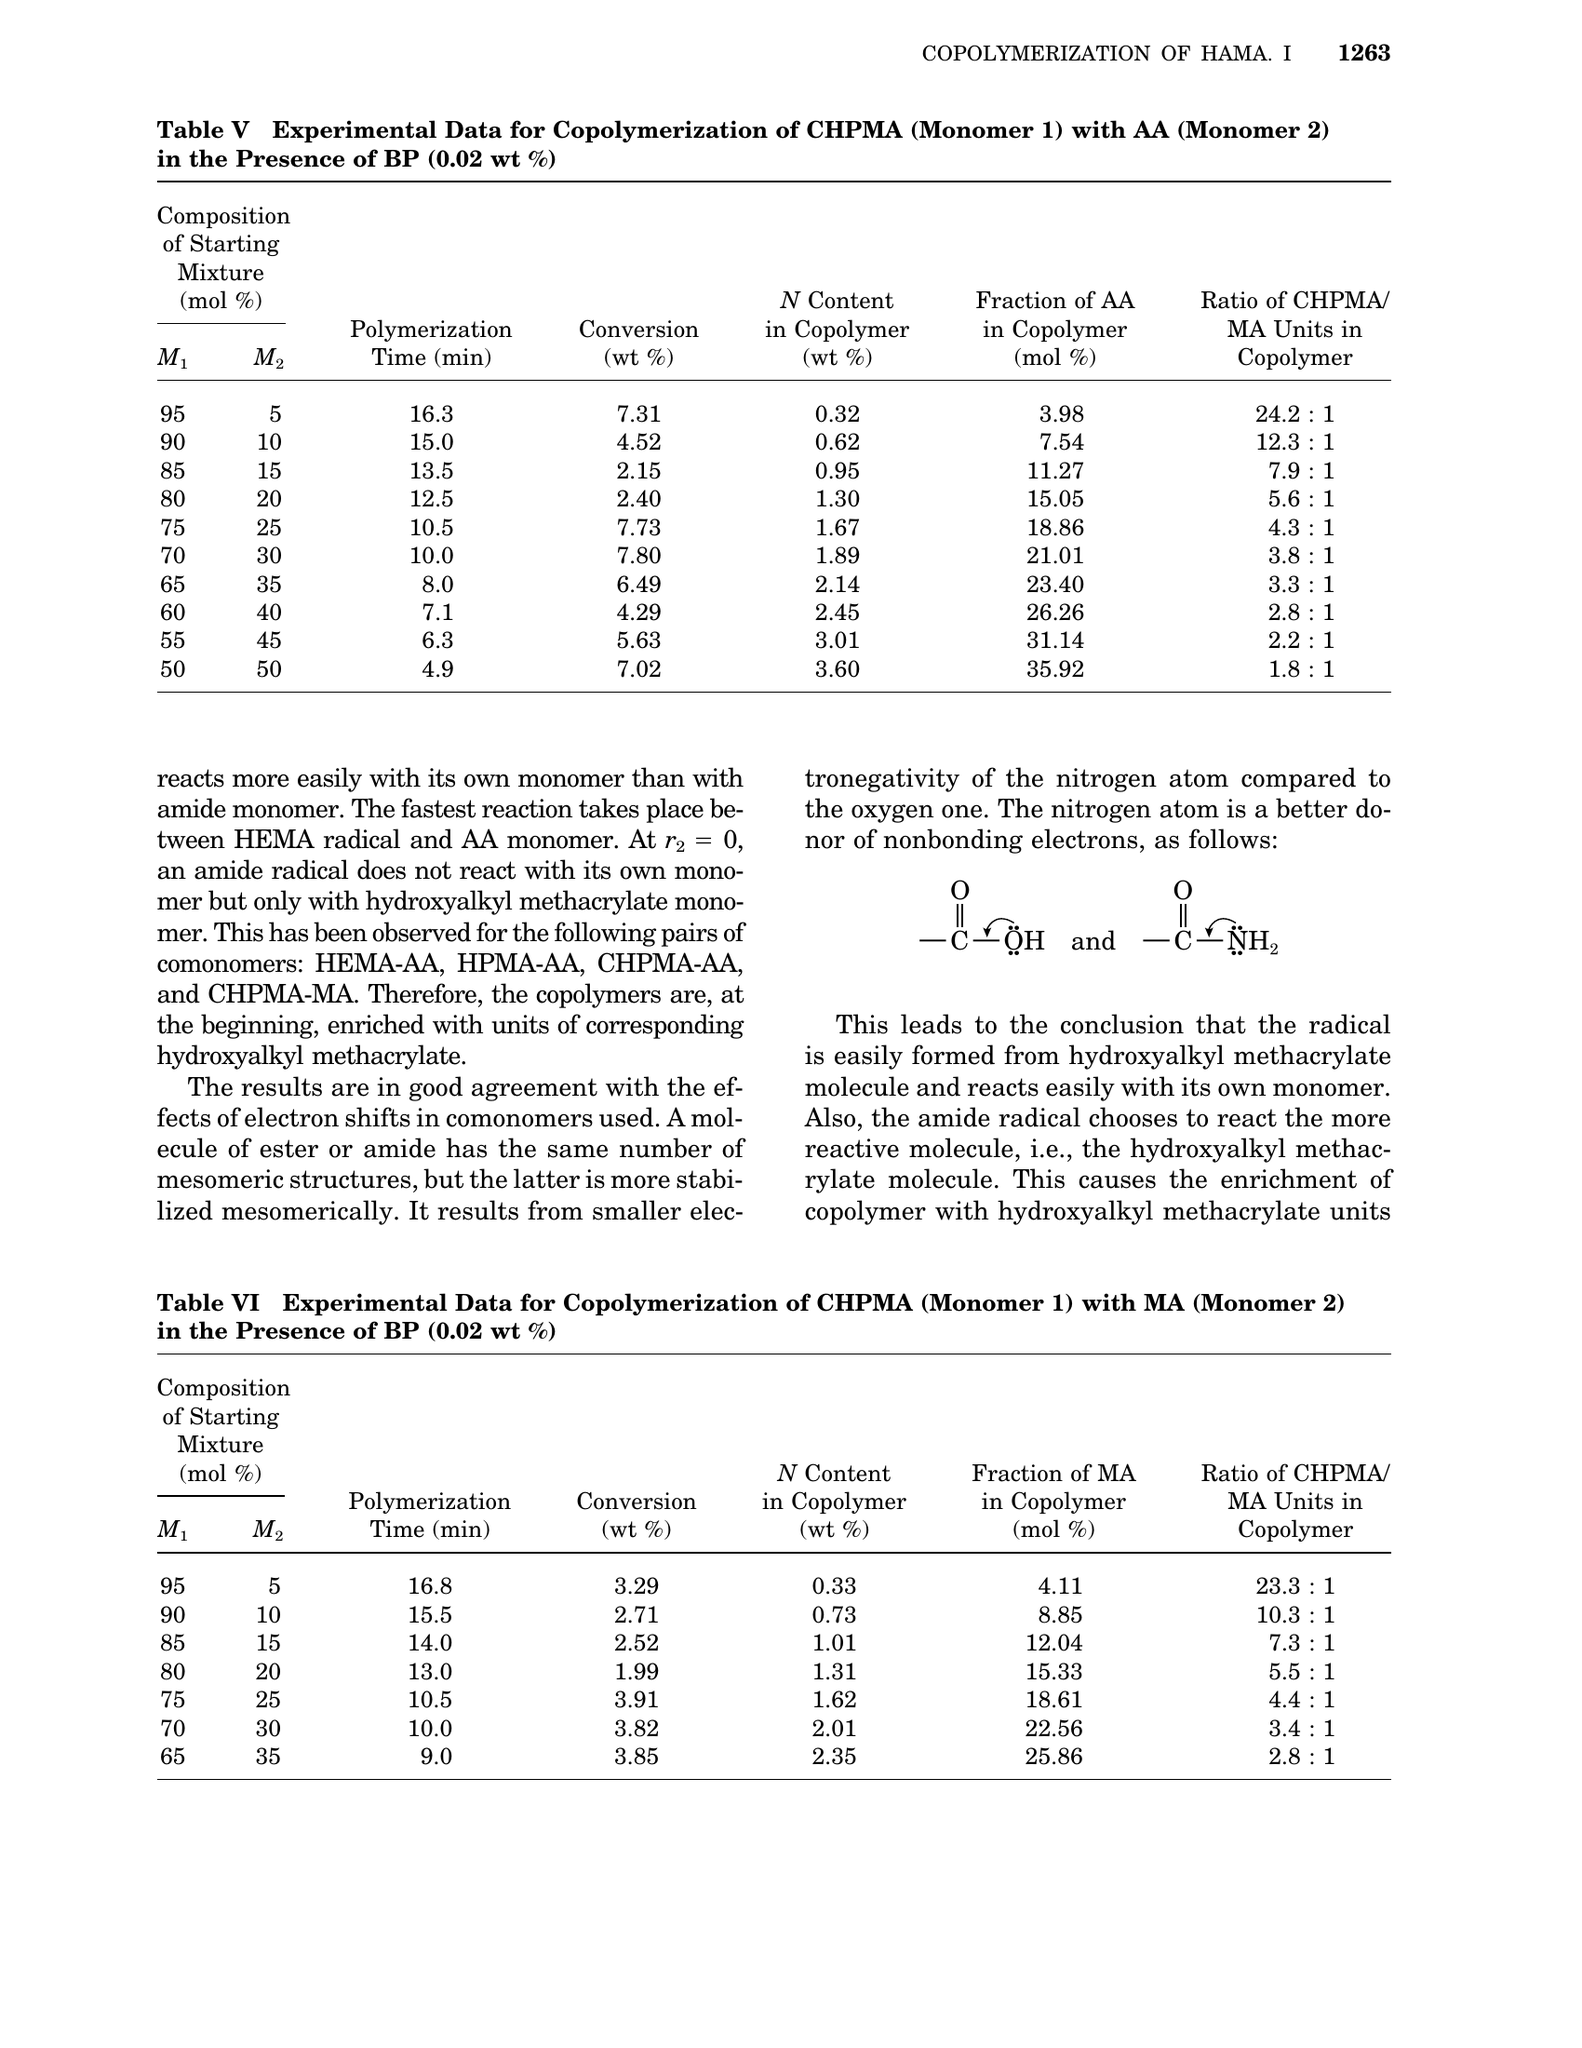 COPOLYMERIZATION OF HAMA. I 1263
Table V Experimental Data for Copolymerization of CHPMA (Monomer 1) with AA (Monomer 2)
in the Presence of BP (0.02 wt %)
Composition
of Starting
Mixture
(mol %)
N Content
Fraction of AA
Ratio of CHPMA/
Polymerization
Conversion
in Copolymer
in Copolymer
MA Units in
M₁ M₂ Time (min) (wt %) (wt %) (mol %) Copolymer
95 5 16.3 7.31 0.32 3.98 24.2 : 1
90 10 15.0 4.52 0.62 7.54 12.3 : 1
85 15 13.5 2.15 0.95 11.27 7.9 : 1
80 20 12.5 2.40 1.30 15.05 5.6 : 1
75 25 10.5 7.73 1.67 18.86 4.3 : 1
70 30 10.0 7.80 1.89 21.01 3.8 : 1
65 35 8.0 6.49 2.14 23.40 3.3 : 1
60 40 7.1 4.29 2.45 26.26 2.8 : 1
55 45 6.3 5.63 3.01 31.14 2.2 : 1
50 50 4.9 7.02 3.60 35.92 1.8 : 1
reacts more easily with its own monomer than with
amide monomer. The fastest reaction takes place be-
tween HEMA radical and AA monomer. At r₂ = 0,
an amide radical does not react with its own mono-
mer but only with hydroxyalkyl methacrylate mono-
mer. This has been observed for the following pairs of
comonomers: HEMA-AA, HPMA-AA, CHPMA-AA,
and CHPMA-MA. Therefore, the copolymers are, at
the beginning, enriched with units of corresponding
hydroxyalkyl methacrylate.
The results are in good agreement with the ef-
fects of electron shifts in comonomers used. A mol-
ecule of ester or amide has the same number of
mesomeric structures, but the latter is more stabi-
lized mesomerically. It results from smaller elec-
tronegativity of the nitrogen atom compared to
the oxygen one. The nitrogen atom is a better do-
nor of nonbonding electrons, as follows:
O O
C OH and C NH₂
This leads to the conclusion that the radical
is easily formed from hydroxyalkyl methacrylate
molecule and reacts easily with its own monomer.
Also, the amide radical chooses to react the more
reactive molecule, i.e., the hydroxyalkyl methac-
rylate molecule. This causes the enrichment of
copolymer with hydroxyalkyl methacrylate units
Table VI Experimental Data for Copolymerization of CHPMA (Monomer 1) with MA (Monomer 2)
in the Presence of BP (0.02 wt %)
Composition
of Starting
Mixture
(mol %)
N Content
Fraction of MA
Ratio of CHPMA/
Polymerization
Conversion
in Copolymer
in Copolymer
MA Units in
M₁ M₂ Time (min) (wt %) (wt %) (mol %) Copolymer
95 5 16.8 3.29 0.33 4.11 23.3 : 1
90 10 15.5 2.71 0.73 8.85 10.3 : 1
85 15 14.0 2.52 1.01 12.04 7.3 : 1
80 20 13.0 1.99 1.31 15.33 5.5 : 1
75 25 10.5 3.91 1.62 18.61 4.4 : 1
70 30 10.0 3.82 2.01 22.56 3.4 : 1
65 35 9.0 3.85 2.35 25.86 2.8 : 1